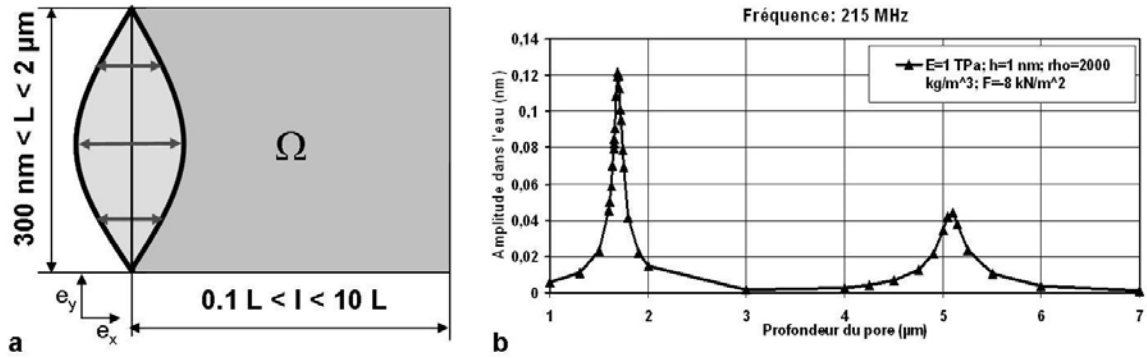 300 nm < L < 2 µm
Ω
e_y
e_x
0.1 L < l < 10 L
a
Fréquence: 215 MHz
Amplitude dans l'eau (nm)
0,14
0,12
0,1
0,08
0,06
0,04
0,02
0
E=1 TPa; h=1 nm; rho=2000
kg/m^3; F=-8 kN/m^2
1 2 3 4 5 6 7
Profondeur du pore (µm)
b